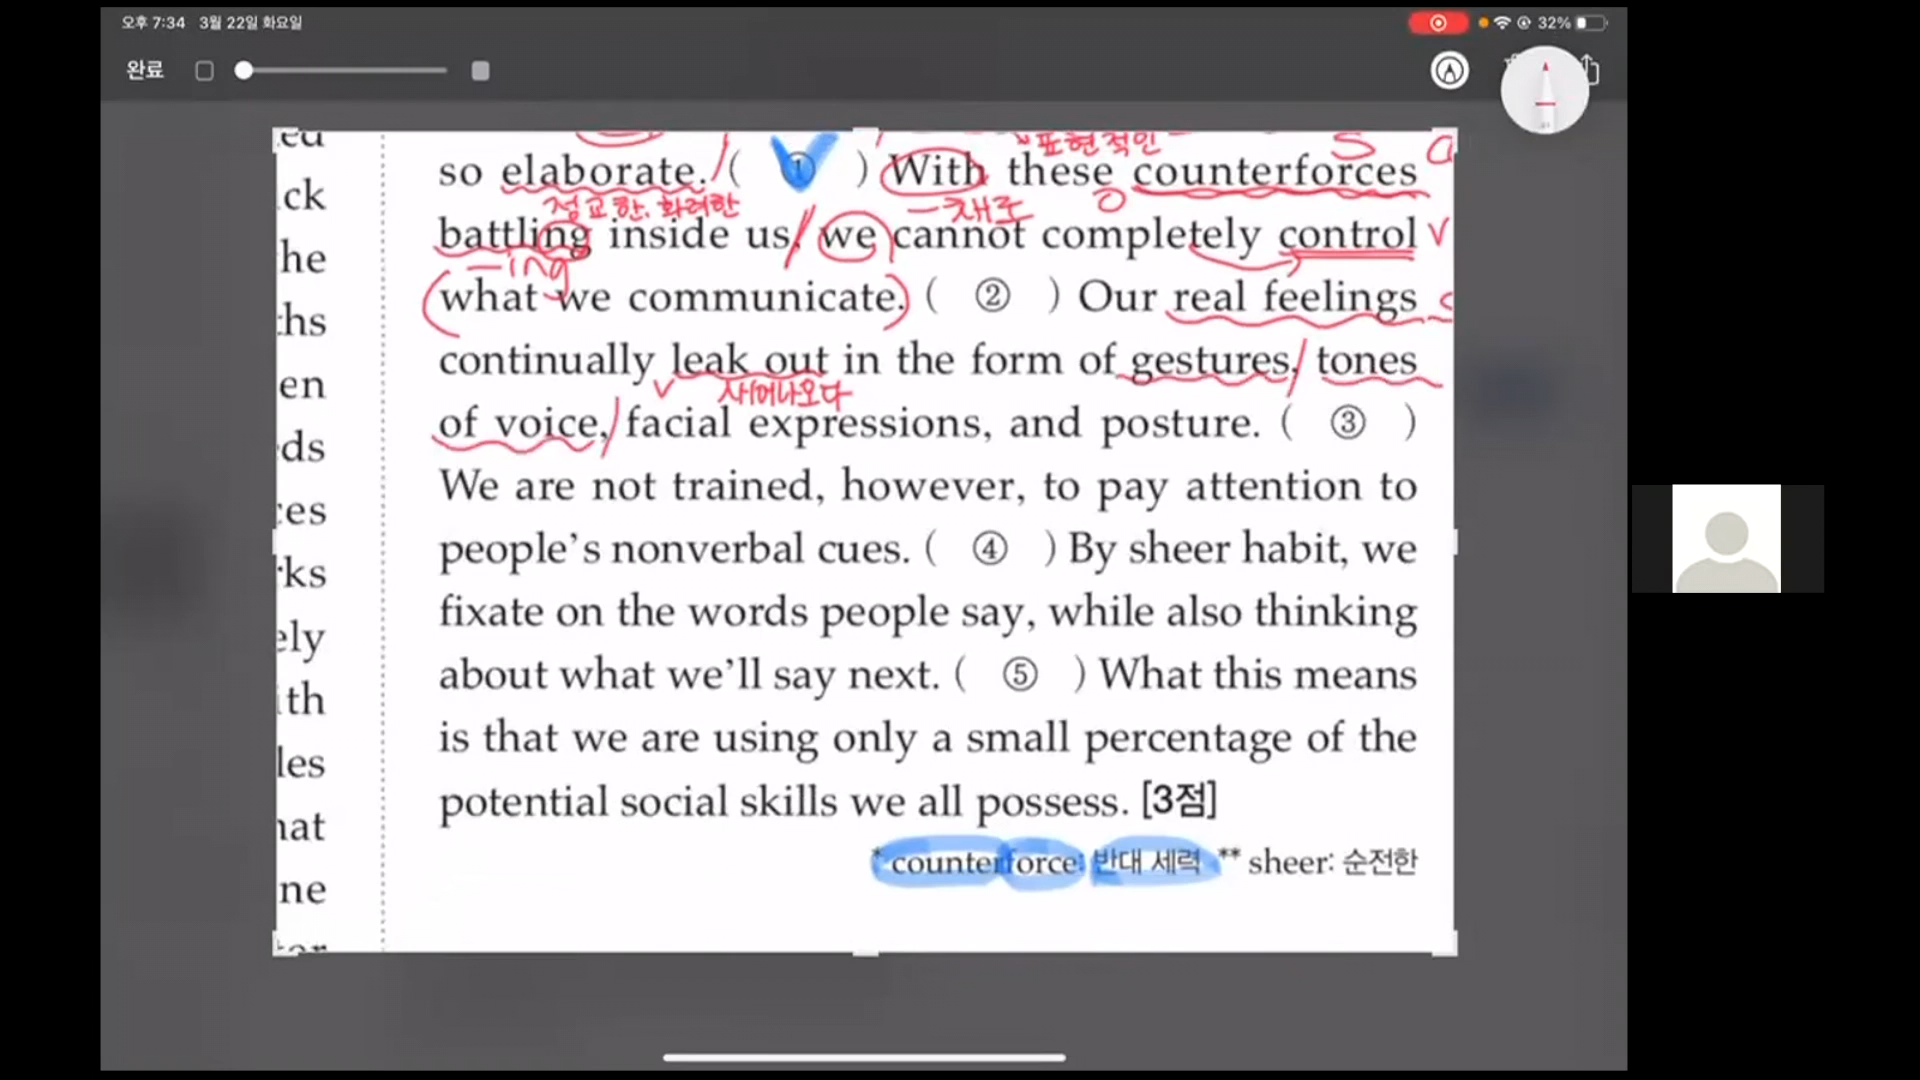 오후 7:34 3월 22일 화요일
32%
완료
so elaborate. ( ① ) With these counterforces
battling inside us, we cannot completely control
what we communicate. ( ② ) Our real feelings
continually leak out in the form of gestures, tones
of voice, facial expressions, and posture. ( ③ )
We are not trained, however, to pay attention to
people's nonverbal cues. ( ④ ) By sheer habit, we
fixate on the words people say, while also thinking
about what we'll say next. ( ⑤ ) What this means
is that we are using only a small percentage of the
potential social skills we all possess. [3점]
* counterforce: 반대 세력 ** sheer: 순전한
표현적인
S
정교한. 화려한
–채로
V
–ing
새어나오다
V
ck
he
ths
en
ds
ces
rks
ely
ith
les
hat
ne